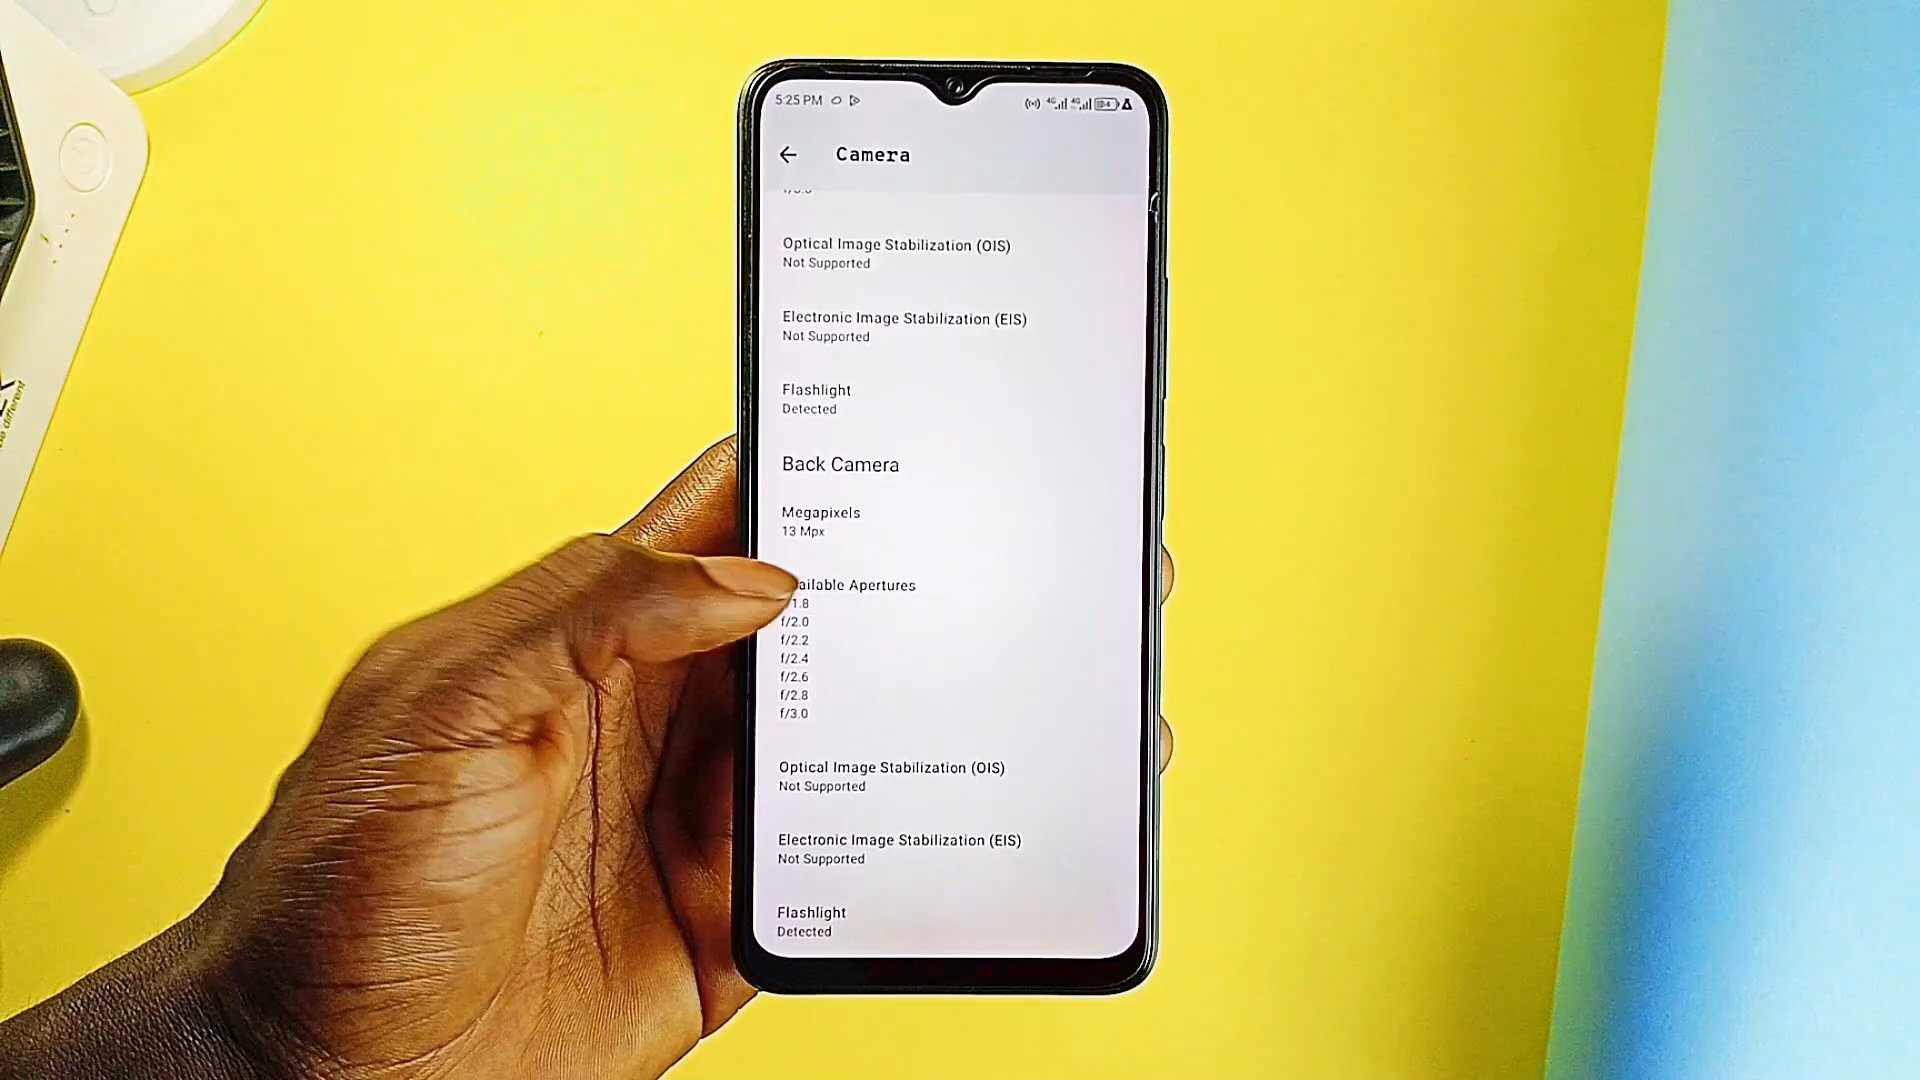 5:25 PM
Camera
Optical Image Stabilization (OIS)
Not Supported
Electronic Image Stabilization (EIS)
Not Supported
Flashlight
Detected
Back Camera
Megapixels
13 Mpx
ailable Apertures
/1.8
f/2.0
f/2.2
f/2.4
f/2.6
f/2.8
f/3.0
Optical Image Stabilization (OIS)
Not Supported
Electronic Image Stabilization (EIS)
Not Supported
Flashlight
Detected
different